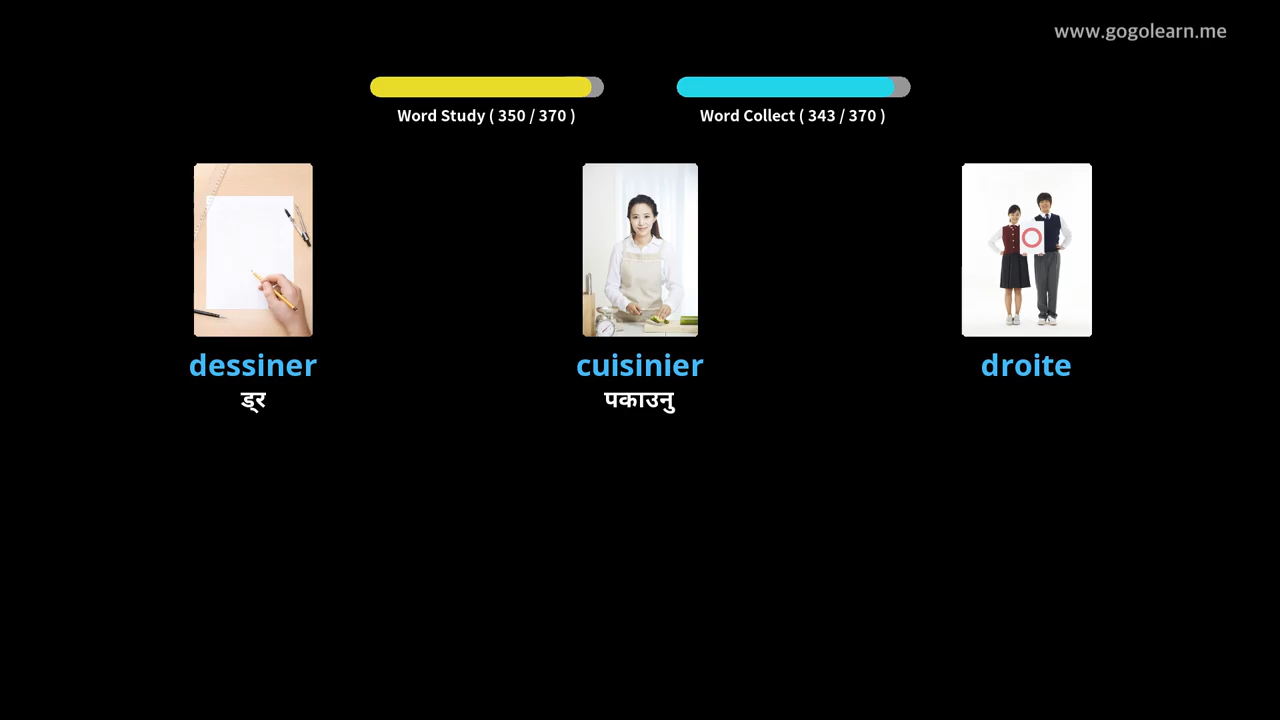 www.gogolearn.me
Word Study ( 350 / 370 )
Word Collect ( 343 / 370 )
dessiner
ड्र
cuisinier
पकाउनु
droite